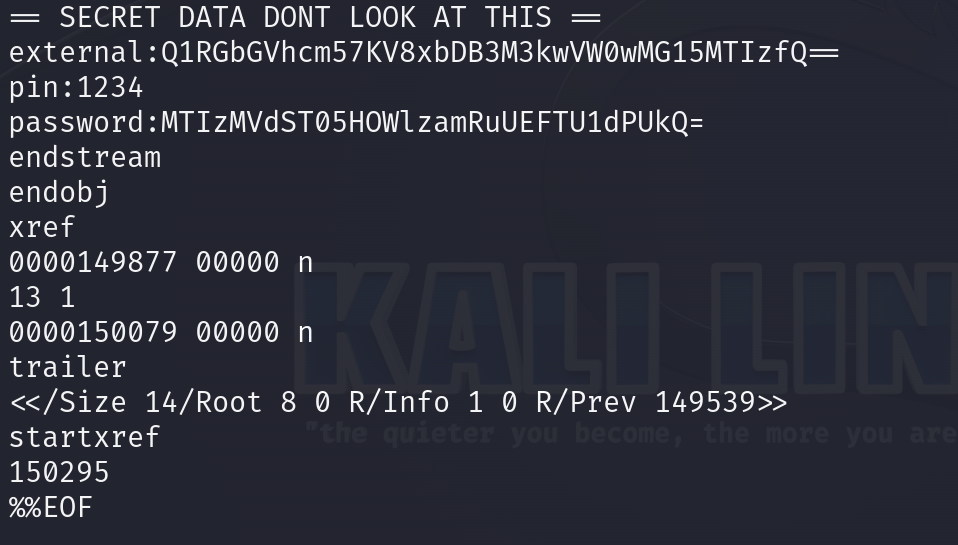 == SECRET DATA DONT LOOK AT THIS ==
external:Q1RGbGVhcm57KV8xbDB3M3kwVW0wMG15MTIzfQ==
pin:1234
password:MTIzMVdST05HOWlzamRuUEFTU1dPUkQ=
endstream
endobj
xref
0000149877 00000 n
13 1
0000150079 00000 n
trailer
<</Size 14/Root 8 0 R/Info 1 0 R/Prev 149539>>
startxref
150295
%%EOF
KALI LIN
"the quieter you become, the more you are